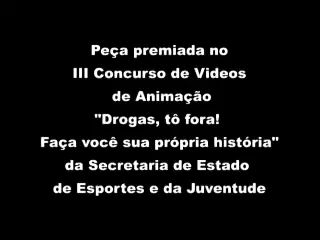 Peça premiada no
III Concurso de Videos
de Animação
"Drogas, tô fora!
Faça você sua própria história"
da Secretaria de Estado
de Esportes e da Juventude